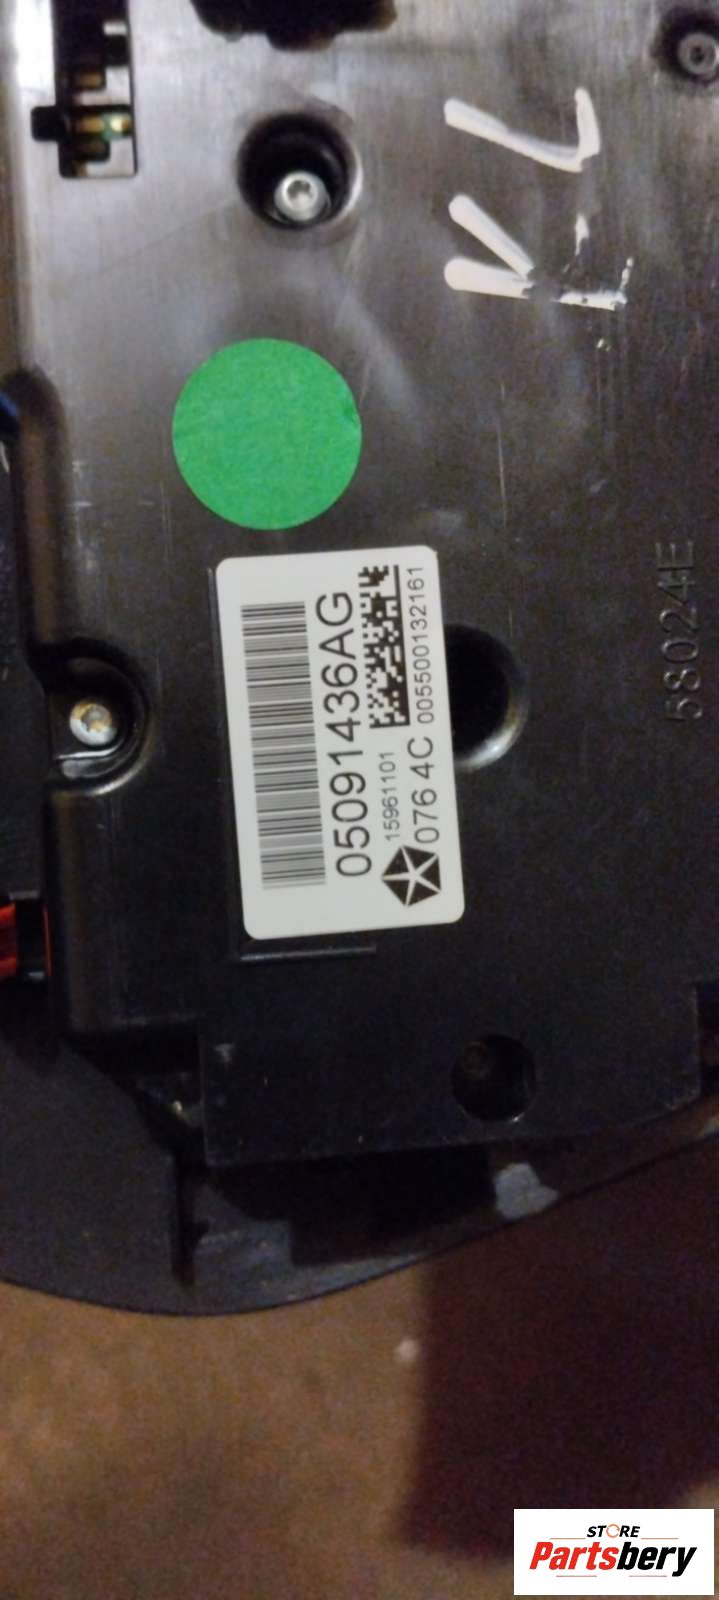 KL
05091436AG
15961101
076 4C 005500132161
58024E
STORE
Partsbery